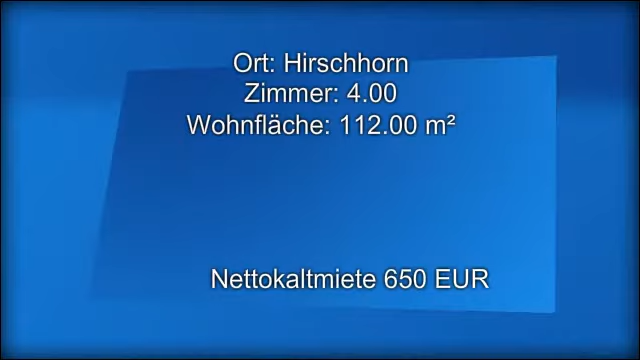 Ort: Hirschhorn
Zimmer: 4.00
Wohnfläche: 112.00 m²
Nettokaltmiete 650 EUR